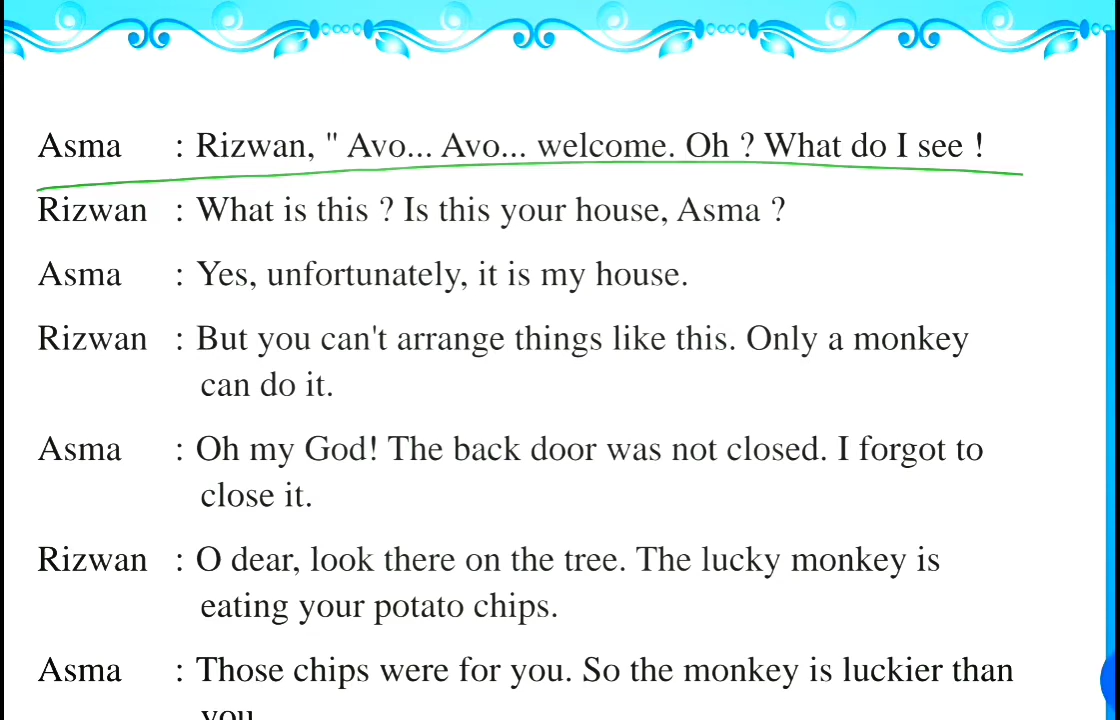 Asma : Rizwan, " Avo... Avo... welcome. Oh ? What do I see !
Rizwan : What is this ? Is this your house, Asma ?
Asma : Yes, unfortunately, it is my house.
Rizwan : But you can't arrange things like this. Only a monkey
can do it.
Asma : Oh my God! The back door was not closed. I forgot to
close it.
Rizwan : O dear, look there on the tree. The lucky monkey is
eating your potato chips.
Asma : Those chips were for you. So the monkey is luckier than
you